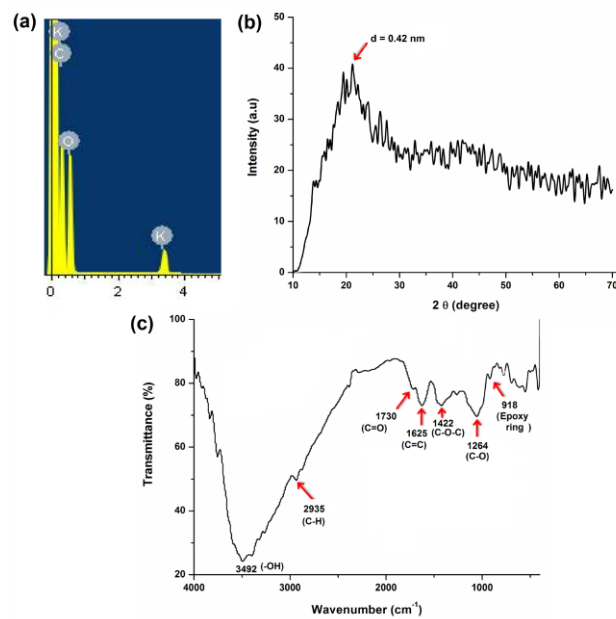 (a)
K
C
O
K
0 2 4
(b)
d = 0.42 nm
50
40
30
20
10
0
Intensity (a.u)
10 20 30 40 50 60 70
2 θ (degree)
(c)
100
80
60
40
20
Transmittance (%)
1730
(C=O)
1625
(C=C)
1422
(C-O-C)
1264
(C-O)
918
(Epoxy
ring )
2935
(C-H)
3492 (-OH)
4000 3000 2000 1000
Wavenumber (cm-1)